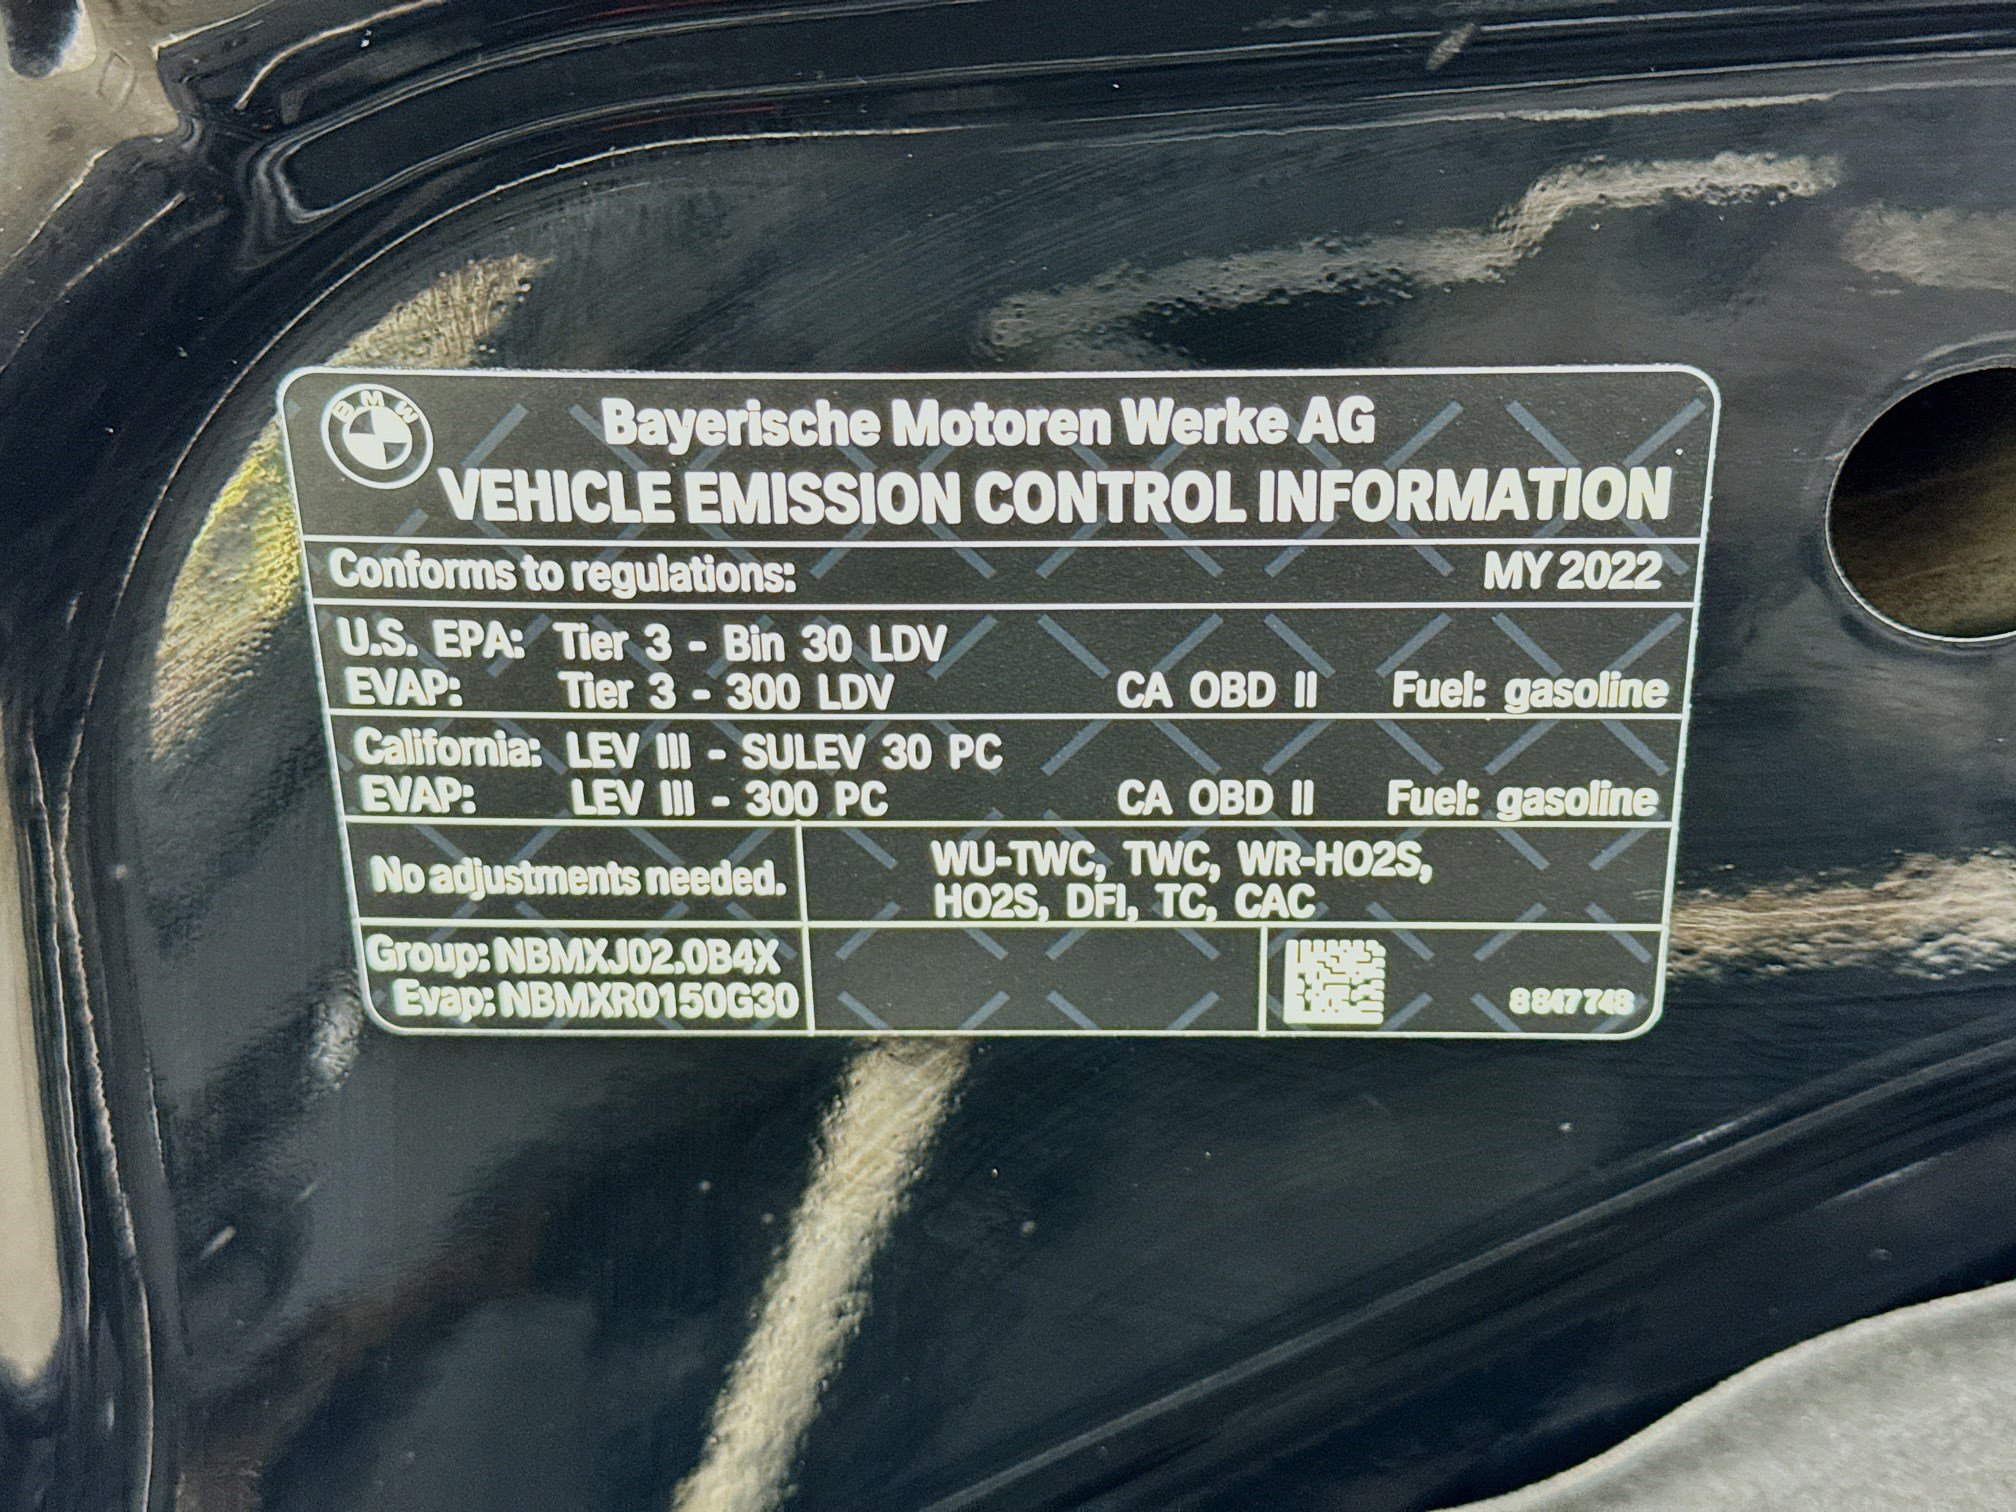 BMW
Bayerische Motoren Werke AG
VEHICLE EMISSION CONTROL INFORMATION
Conforms to regulations: MY 2022
U.S. EPA: Tier 3 - Bin 30 LDV
EVAP: Tier 3 - 300 LDV CA OBD II Fuel: gasoline
California: LEV III - SULEV 30 PC
EVAP: LEV III - 300 PC CA OBD II Fuel: gasoline
No adjustments needed.
WU-TWC, TWC, WR-HO2S,
HO2S, DFI, TC, CAC
Group: NBMXJ02.0B4X
Evap: NBMXR0150G30
8 847 748